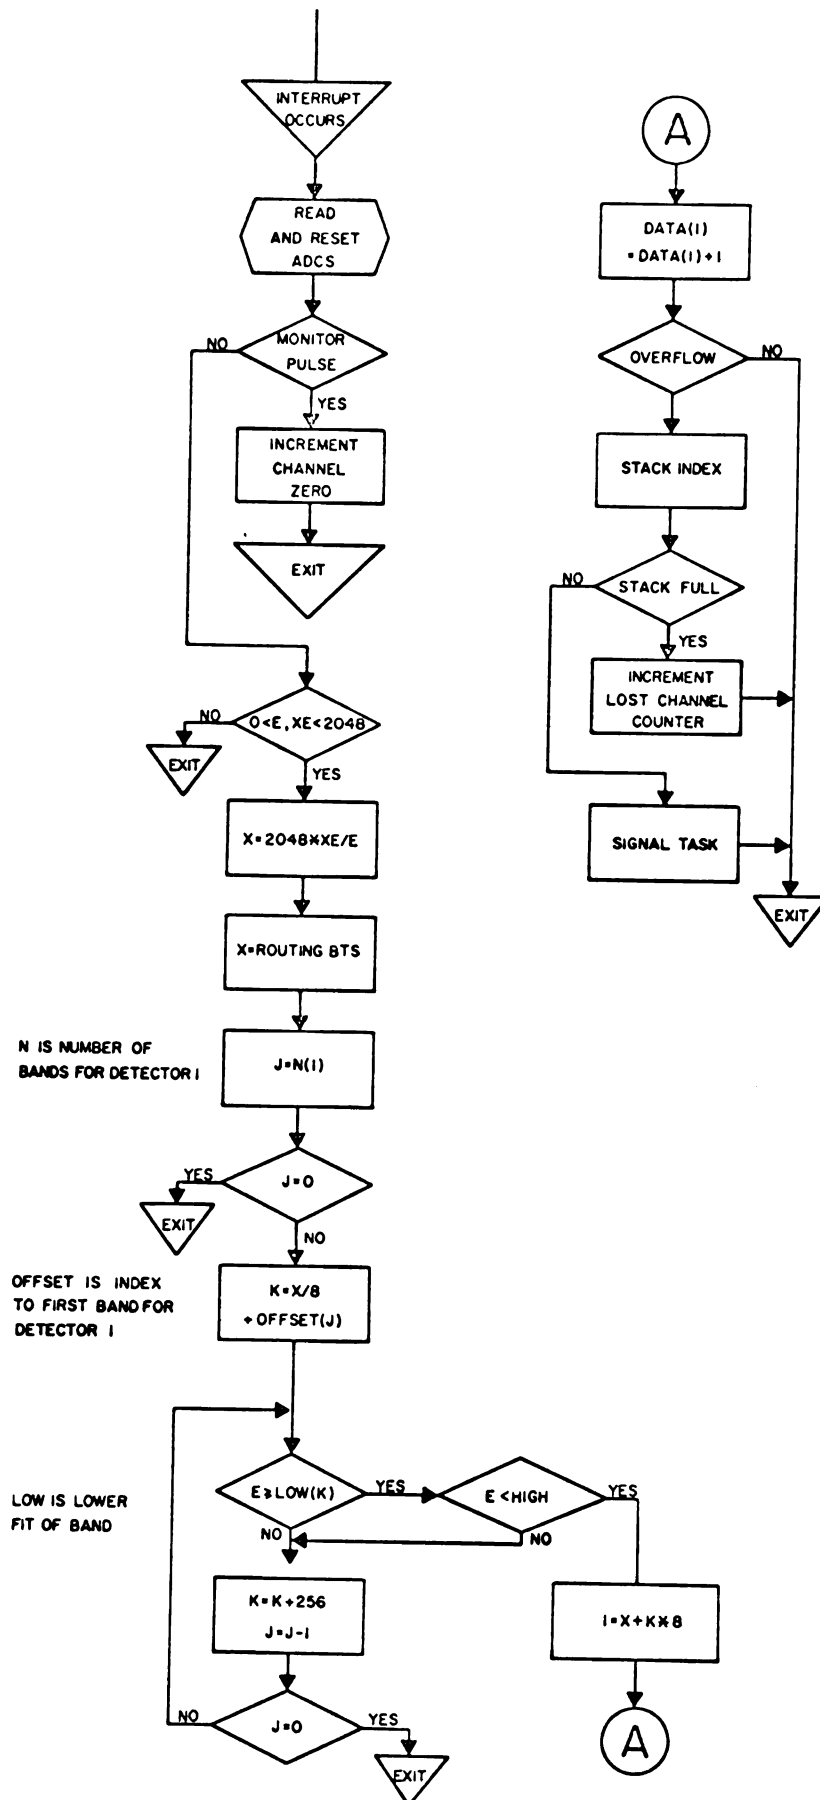 INTERRUPT
OCCURS
READ
AND RESET
ADCS
MONITOR
PULSE
NO
YES
INCREMENT
CHANNEL
ZERO
EXIT
0<E, XE<2048
NO
EXIT
YES
X=2048*XE/E
X=ROUTING BTS
N IS NUMBER OF
BANDS FOR DETECTOR I
J=N(I)
J=0
YES
EXIT
NO
OFFSET IS INDEX
TO FIRST BAND FOR
DETECTOR I
K=X/8
+OFFSET(J)
LOW IS LOWER
FIT OF BAND
E≥LOW(K)
YES
E<HIGH
YES
NO
NO
K=K+256
J=J-1
I=X+K*8
J=0
NO
YES
EXIT
A
A
DATA(I)
=DATA(I)+1
OVERFLOW
NO
STACK INDEX
STACK FULL
NO
YES
INCREMENT
LOST CHANNEL
COUNTER
SIGNAL TASK
EXIT